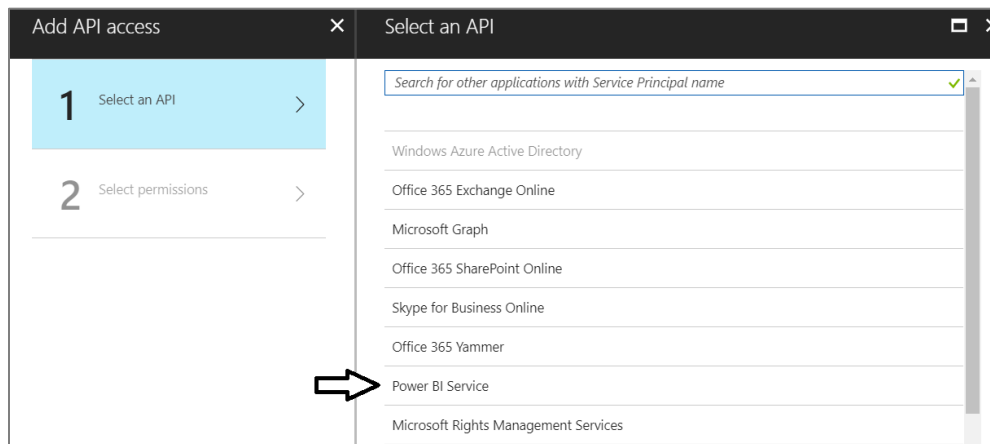 Add API access
1 Select an API
2 Select permissions
Select an API
Search for other applications with Service Principal name
Windows Azure Active Directory
Office 365 Exchange Online
Microsoft Graph
Office 365 SharePoint Online
Skype for Business Online
Office 365 Yammer
Power BI Service
Microsoft Rights Management Services